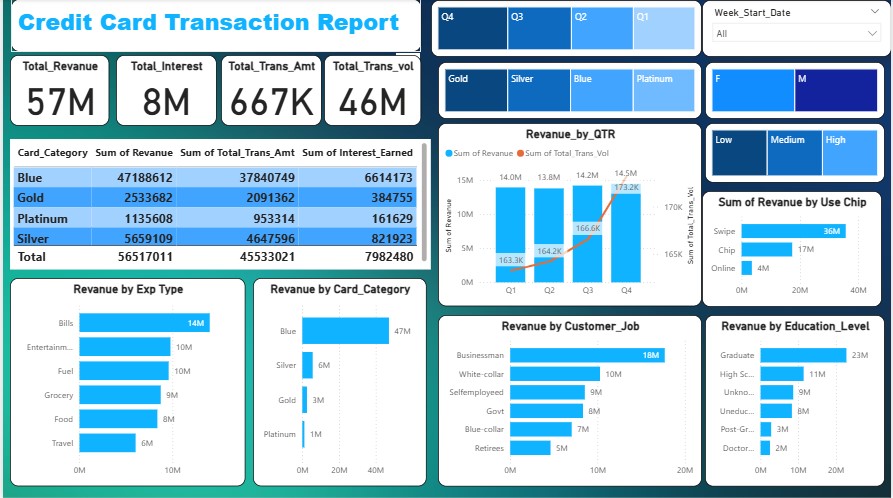 Credit Card Transaction Report
Q4 Q3 Q2 Q1
Week_Start_Date
All
Total_Revanue Total_Interest Total_Trans_Amt Total_Trans_vol
57M 8M 667K 46M
Gold Silver Blue Platinum
F M
Low Medium High
Card_Category Sum of Revanue Sum of Total_Trans_Amt Sum of Interest_Earned
Blue 47188612 37840749 6614173
Gold 2533682 2091362 384755
Platinum 1135608 953314 161629
Silver 5659109 4647596 821923
Total 56517011 45533021 7982480
Revanue_by_QTR
Sum of Revanue Sum of Total_Trans_Vol
Sum of Revanue
15M
10M
5M
0M
14.0M 13.8M 14.2M 14.5M
163.3K 164.2K 166.6K 173.2K
Q1 Q2 Q3 Q4
170K
165K
Sum of Total_Trans_Vol
Sum of Revanue by Use Chip
Swipe 36M
Chip 17M
Online 4M
0M 20M 40M
Revanue by Exp Type
Bills 14M
Entertainm... 10M
Fuel 10M
Grocery 9M
Food 8M
Travel 6M
0M 10M
Revanue by Card_Category
Blue 47M
Silver 6M
Gold 3M
Platinum 1M
0M 20M 40M
Revanue by Customer_Job
Businessman 18M
White-collar 10M
Selfemployeed 9M
Govt 8M
Blue-collar 7M
Retirees 5M
0M 10M 20M
Revanue by Education_Level
Graduate 23M
High Sc... 11M
Unkno... 9M
Uneduc... 8M
Post-Gr... 3M
Doctor... 2M
0M 10M 20M